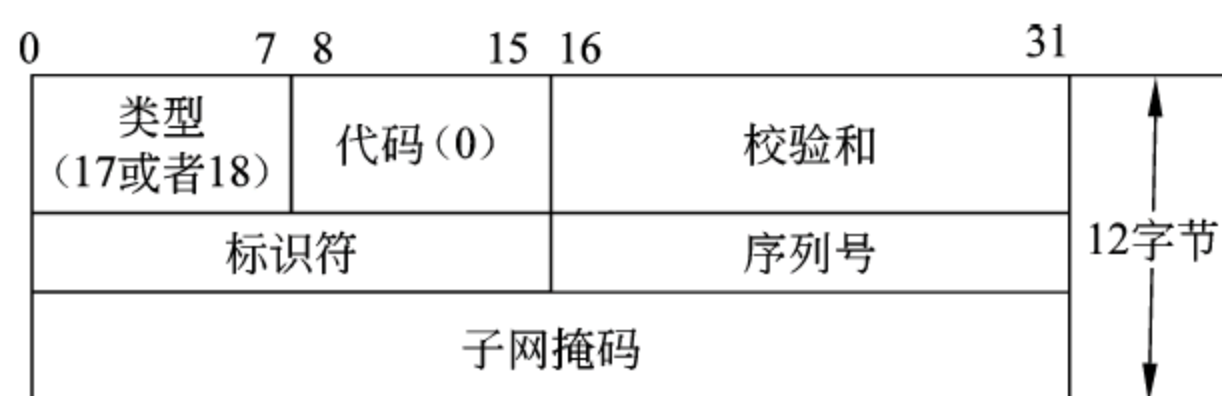 0 7 8 15 16 31
类型
（17或者18）
代码（0）
校验和
12字节
标识符
序列号
子网掩码